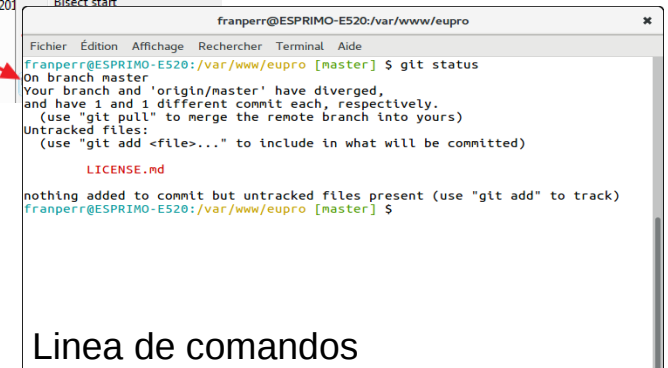 201
Bisect start
franperr@ESPRIMO-E520:/var/www/eupro
Fichier Édition Affichage Rechercher Terminal Aide
franperr@ESPRIMO-E520:/var/www/eupro [master] $ git status
On branch master
Your branch and 'origin/master' have diverged,
and have 1 and 1 different commit each, respectively.
  (use "git pull" to merge the remote branch into yours)
Untracked files:
  (use "git add <file>..." to include in what will be committed)
LICENSE.md
nothing added to commit but untracked files present (use "git add" to track)
franperr@ESPRIMO-E520:/var/www/eupro [master] $
Linea de comandos